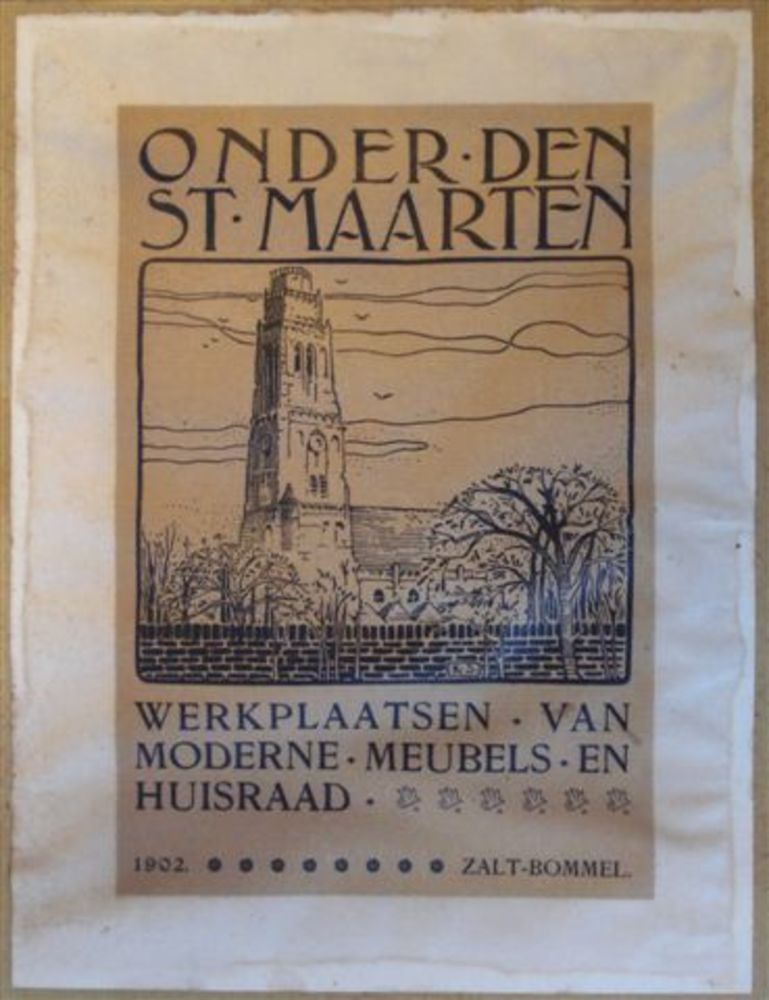 ONDER·DEN
ST·MAARTEN
WERKPLAATSEN · VAN
MODERNE · MEUBELS · EN
HUISRAAD ·
1902. • • • • • • • • ZALT-BOMMEL.